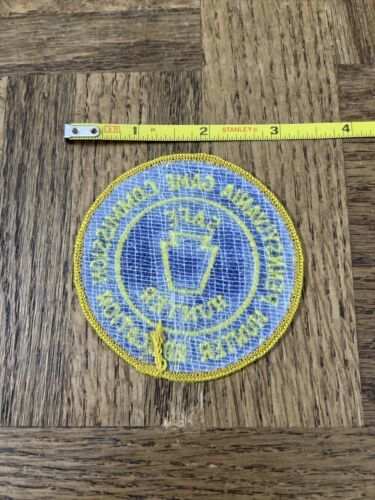 1 2 STANLEY 3 4
PENNSYLVANIA GAME COMMISSION
SAFE
HUNTER
HUNTER EDUCATION